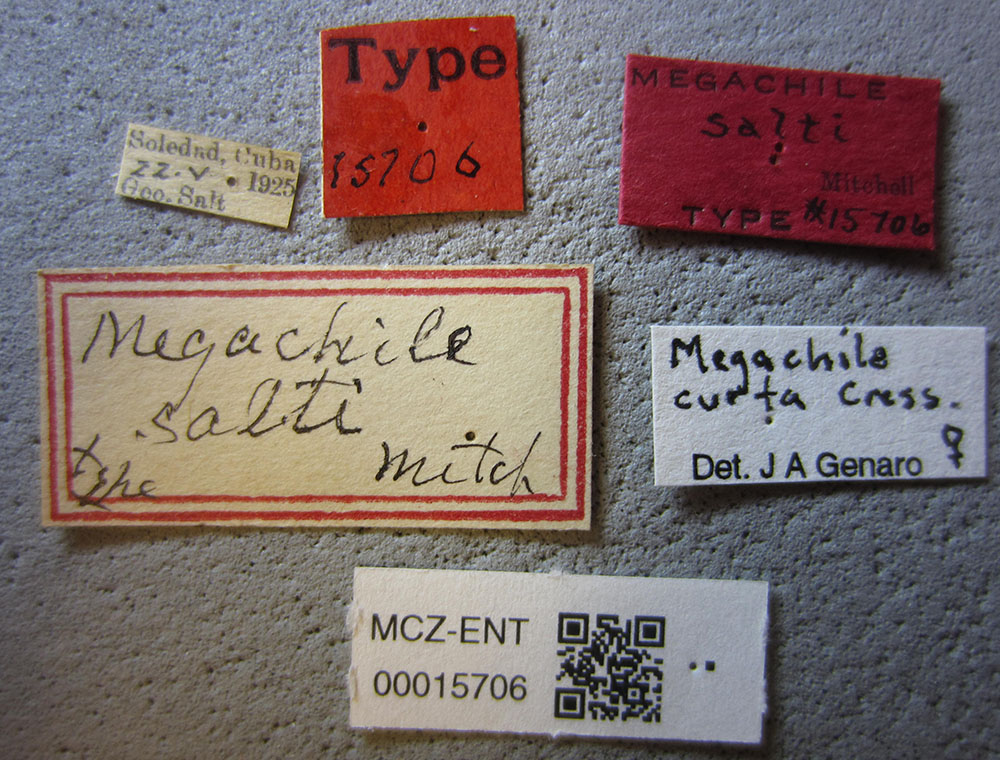 Soledad, Cuba
22.V. 1925
Geo. Salt
Type
15706
MEGACHILE
salti
Mitchell
TYPE #15706
Megachile
salti
type Mitch
Megachile
curta Cress.
Det. J A Genaro ♀
MCZ-ENT
00015706